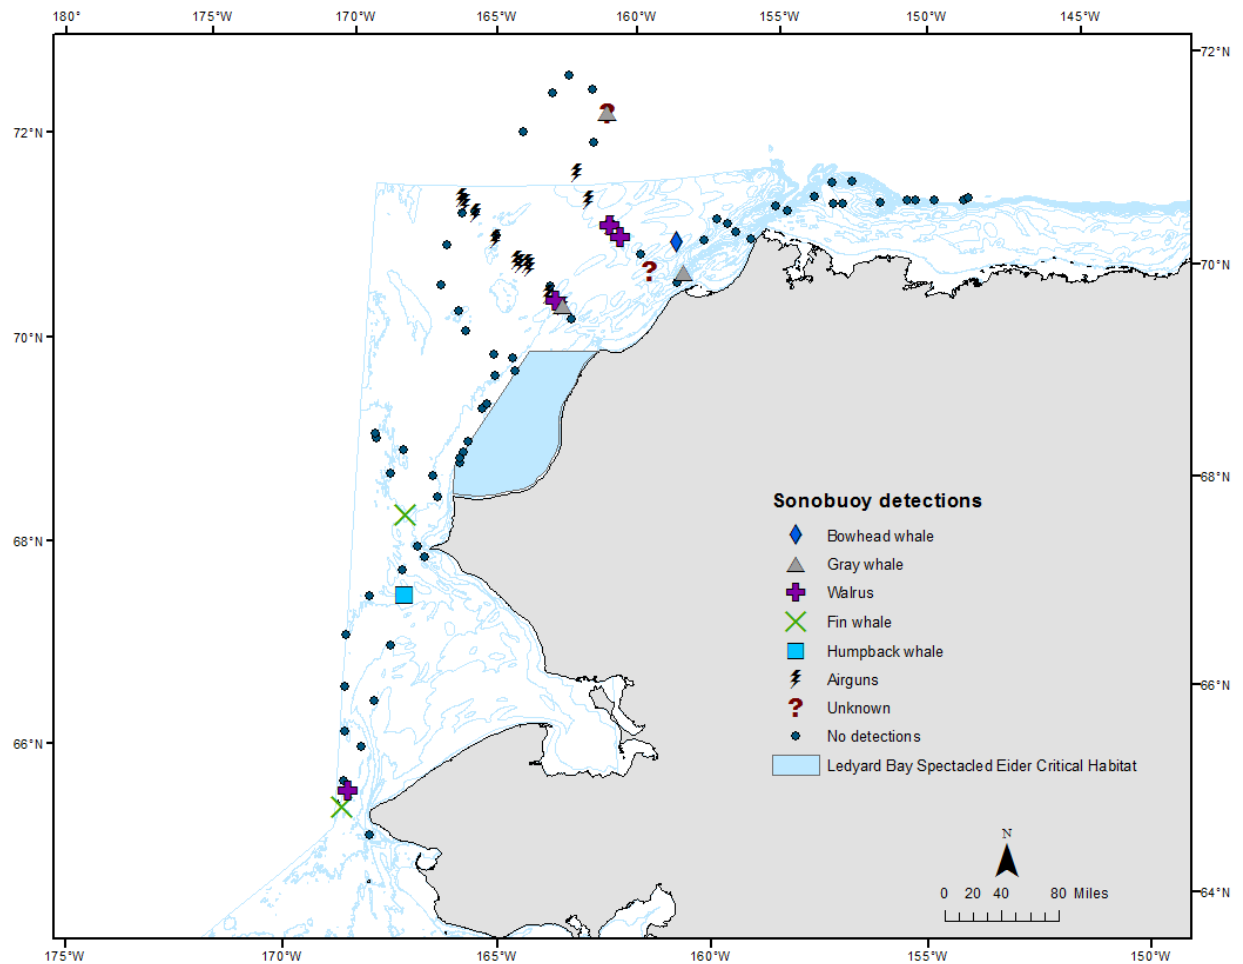 180° 175°W 170°W 165°W 160°W 155°W 150°W 145°W
72°N
72°N
70°N
70°N
68°N
68°N
66°N
66°N
64°N
Sonobuoy detections
Bowhead whale
Gray whale
Walrus
Fin whale
Humpback whale
Airguns
? Unknown
No detections
Ledyard Bay Spectacled Eider Critical Habitat
N
0 20 40 80 Miles
175°W 170°W 165°W 160°W 155°W 150°W